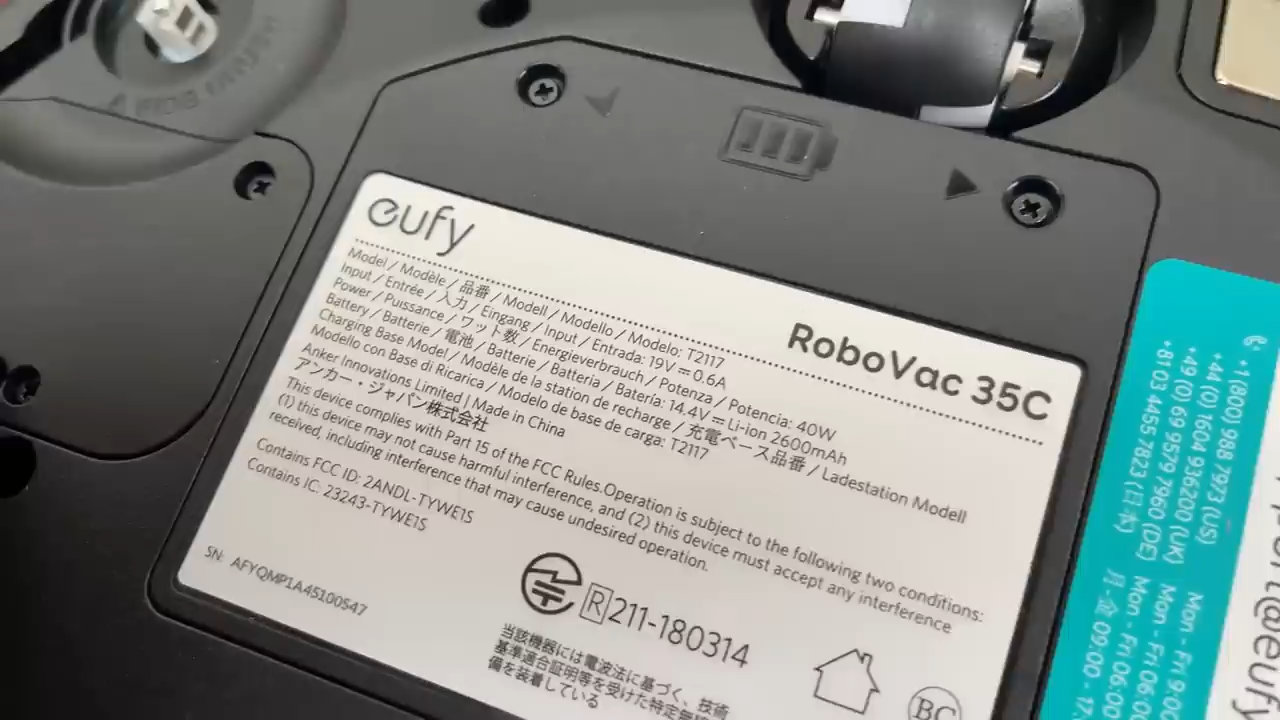 eufy
RoboVac 35C
Model / Modèle / 品番 / Modell / Modello / Modelo: T2117
Input / Entrée / 入力 / Eingang / Input / Entrada: 19V⎓0.6A
Power / Puissance / ワット数 / Energieverbrauch / Potenza / Potencia: 40W
Battery / Batterie / 電池 / Batterie / Batteria / Batería: 14.4V⎓Li-ion 2600mAh
Charging Base Model / Modèle de la station de recharge / 充電ベース品番 / Ladestation Modell
Modello con Base di Ricarica / Modelo de base de carga: T2117
Anker Innovations Limited | Made in China
アンカー・ジャパン株式会社
This device complies with Part 15 of the FCC Rules.Operation is subject to the following two conditions:
(1) this device may not cause harmful interference, and (2) this device must accept any interference
received, including interference that may cause undesired operation.
Contains FCC ID: 2ANDL-TYWE1S
Contains IC: 23243-TYWE1S
SN: AFYQMP1A45100547
R 211-180314
当該機器には電波法に基づく、技術
基準適合証明等を受けた特定無線設
備を装着している
BC
+1 (800) 988 7973 (US) Mon - Fri 9:00
+44 (0) 1604 936200 (UK) Mon - Fri 06:00
+49 (0) 69 9579 7960 (DE) Mon - Fri 06:00
+81 03 4455 7823 (日本) 月-金 09:00 - 17:
@eufy